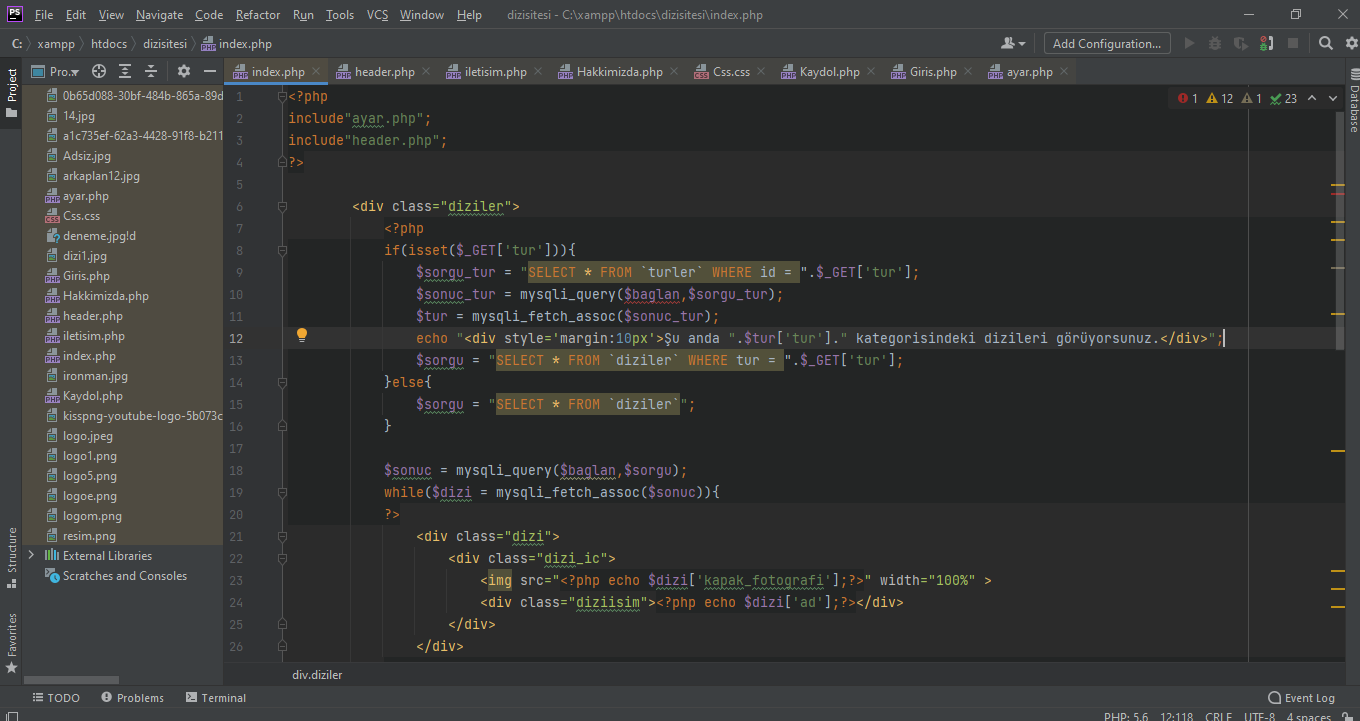 PS File Edit View Navigate Code Refactor Run Tools VCS Window Help dizisitesi - C:\xampp\htdocs\dizisitesi\index.php
C: xampp htdocs dizisitesi index.php Add Configuration...
Project Pro... index.php header.php iletisim.php Hakkimizda.php Css.css Kaydol.php Giris.php ayar.php Database
0b65d088-30bf-484b-865a-89d
14.jpg
a1c735ef-62a3-4428-91f8-b211
Adsiz.jpg
arkaplan12.jpg
ayar.php
Css.css
deneme.jpg!d
dizi1.jpg
Giris.php
Hakkimizda.php
header.php
iletisim.php
index.php
ironman.jpg
Kaydol.php
kisspng-youtube-logo-5b073c
logo.jpeg
logo1.png
logo5.png
logoe.png
logom.png
resim.png
External Libraries
Scratches and Consoles
Structure
Favorites
1 12 1 23
1 <?php
2 include"ayar.php";
3 include"header.php";
4 ?>
5
6 <div class="diziler">
7 <?php
8 if(isset($_GET['tur'])){
9 $sorgu_tur = "SELECT * FROM `turler` WHERE id = ".$_GET['tur'];
10 $sonuc_tur = mysqli_query($baglan,$sorgu_tur);
11 $tur = mysqli_fetch_assoc($sonuc_tur);
12 echo "<div style='margin:10px'>Şu anda ".$tur['tur']." kategorisindeki dizileri görüyorsunuz.</div>";
13 $sorgu = "SELECT * FROM `diziler` WHERE tur = ".$_GET['tur'];
14 }else{
15 $sorgu = "SELECT * FROM `diziler`";
16 }
17
18 $sonuc = mysqli_query($baglan,$sorgu);
19 while($dizi = mysqli_fetch_assoc($sonuc)){
20 ?>
21 <div class="dizi">
22 <div class="dizi_ic">
23 <img src="<?php echo $dizi['kapak_fotografi'];?>" width="100%" >
24 <div class="diziisim"><?php echo $dizi['ad'];?></div>
25 </div>
26 </div>
div.diziler
TODO Problems Terminal Event Log
PHP: 5.6 12:118 CRLF UTF-8 4 spaces